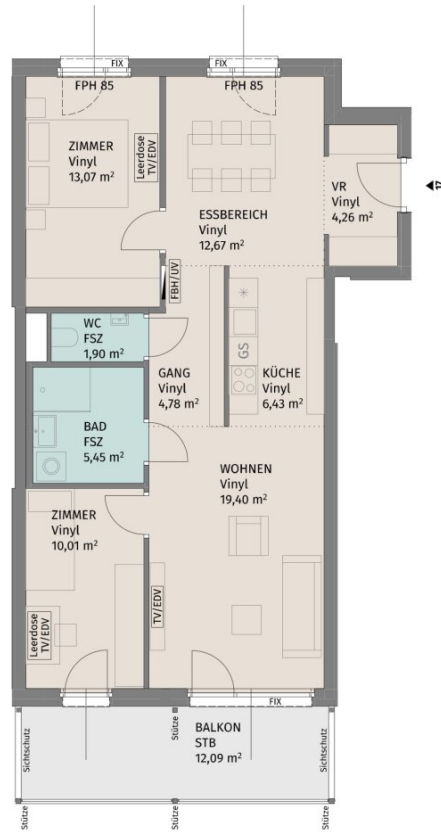 FIX
FIX
FPH 85
FPH 85
ZIMMER
Vinyl
13,07 m²
Leerdose
TV/EDV
ESSBEREICH
Vinyl
12,67 m²
VR
Vinyl
4,26 m²
17
FBH/UV
WC
FSZ
1,90 m²
GANG
Vinyl
4,78 m²
GS
KÜCHE
Vinyl
6,43 m²
BAD
FSZ
5,45 m²
WOHNEN
Vinyl
19,40 m²
ZIMMER
Vinyl
10,01 m²
Leerdose
TV/EDV
TV/EDV
FIX
Sichtschutz
Stütze
BALKON
STB
12,09 m²
Sichtschutz
Stütze
Stütze
Stütze